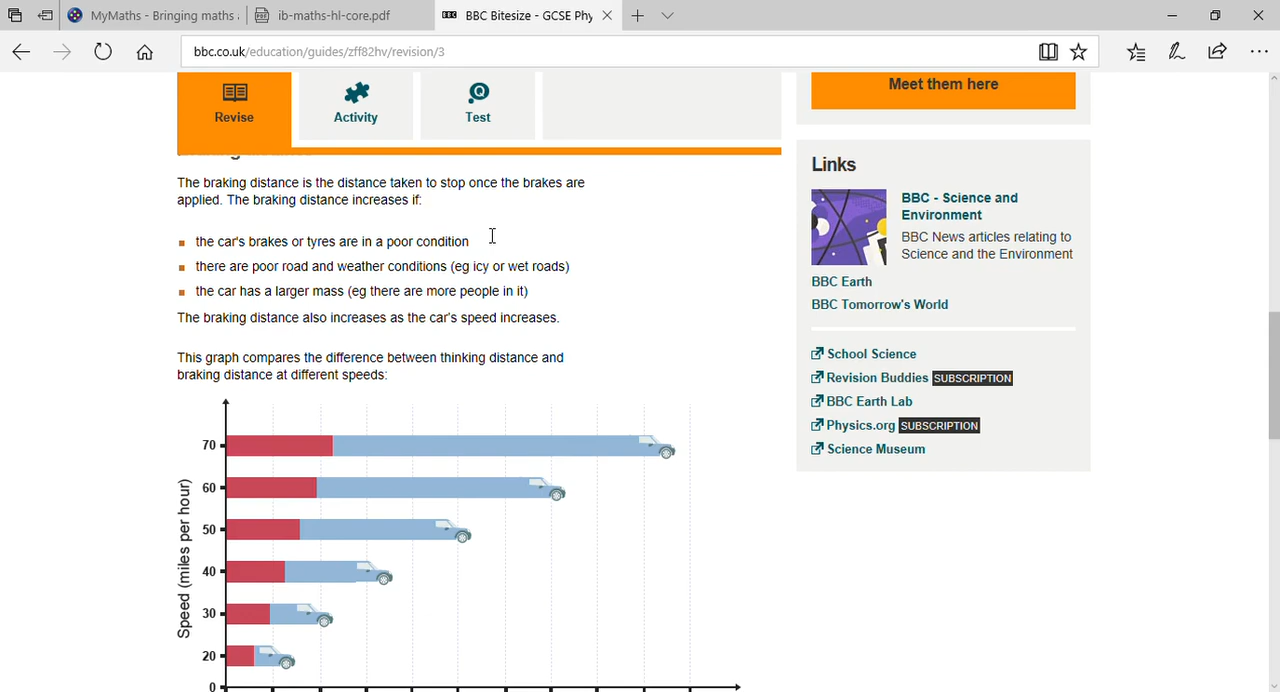 MyMaths - Bringing maths
ib-maths-hl-core.pdf
BBC Bitesize - GCSE Phy
bbc.co.uk/education/guides/zff82hv/revision/3
Revise
Activity
Test
The braking distance is the distance taken to stop once the brakes are
applied. The braking distance increases if:
the car's brakes or tyres are in a poor condition
there are poor road and weather conditions (eg icy or wet roads)
the car has a larger mass (eg there are more people in it)
The braking distance also increases as the car's speed increases.
This graph compares the difference between thinking distance and
braking distance at different speeds:
Speed (miles per hour)
70
60
50
40
30
20
0
Meet them here
Links
BBC - Science and
Environment
BBC News articles relating to
Science and the Environment
BBC Earth
BBC Tomorrow's World
School Science
Revision Buddies SUBSCRIPTION
BBC Earth Lab
Physics.org SUBSCRIPTION
Science Museum